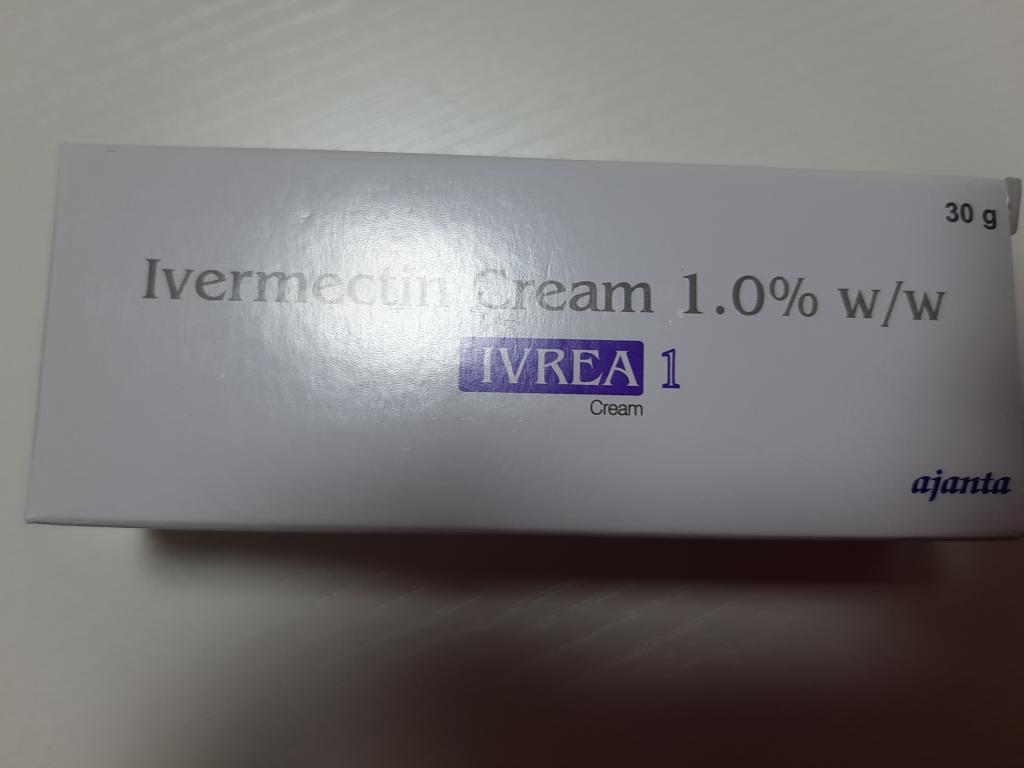 30 g
Ivermectin Cream 1.0% w/w
IVREA 1
Cream
ajanta